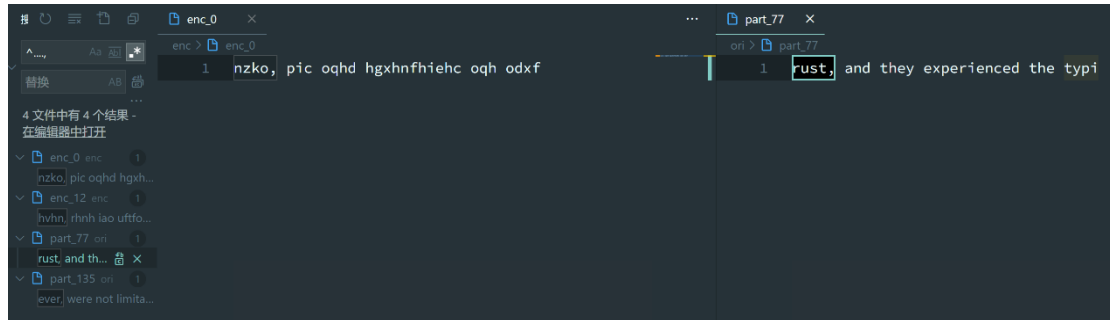 搜
^....,
Aa
Ab
.*
替换
AB
4 文件中有 4 个结果 -
在编辑器中打开
enc_0 enc 1
nzko, pic oqhd hgxh...
enc_12 enc 1
hvhn, rhnh iao uftfo...
part_77 ori 1
rust, and th...
part_135 ori 1
ever, were not limita...
enc_0
enc > enc_0
1 nzko, pic oqhd hgxhnfhiehc oqh odxf
part_77
ori > part_77
1 rust, and they experienced the typi